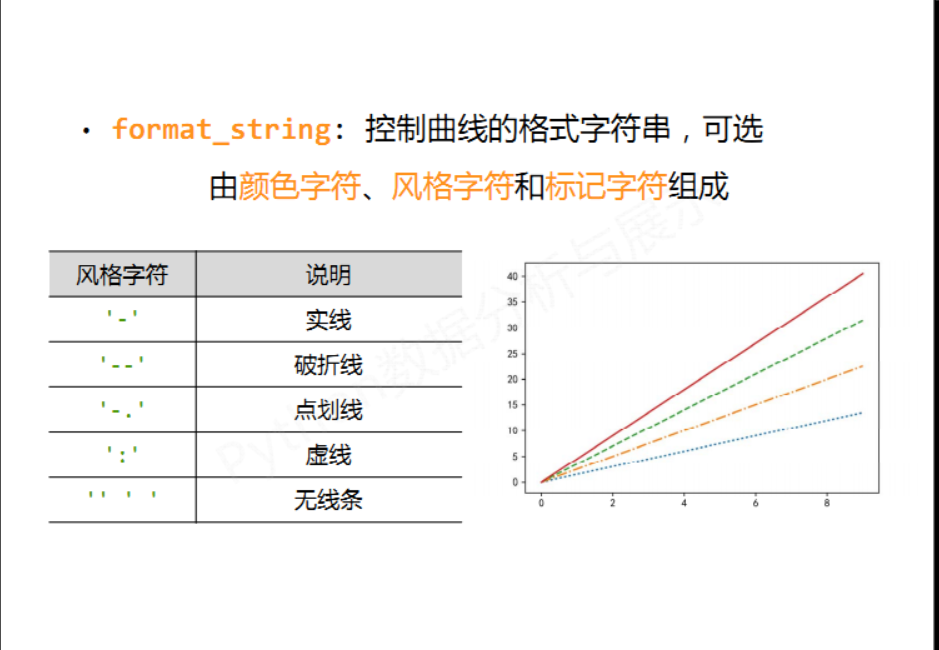 • format_string: 控制曲线的格式字符串，可选
由颜色字符、风格字符和标记字符组成
风格字符 说明
'-' 实线
'--' 破折线
'-.' 点划线
':' 虚线
'' ' ' 无线条
40
35
30
25
20
15
10
5
0
0 2 4 6 8
Python数据分析与展示